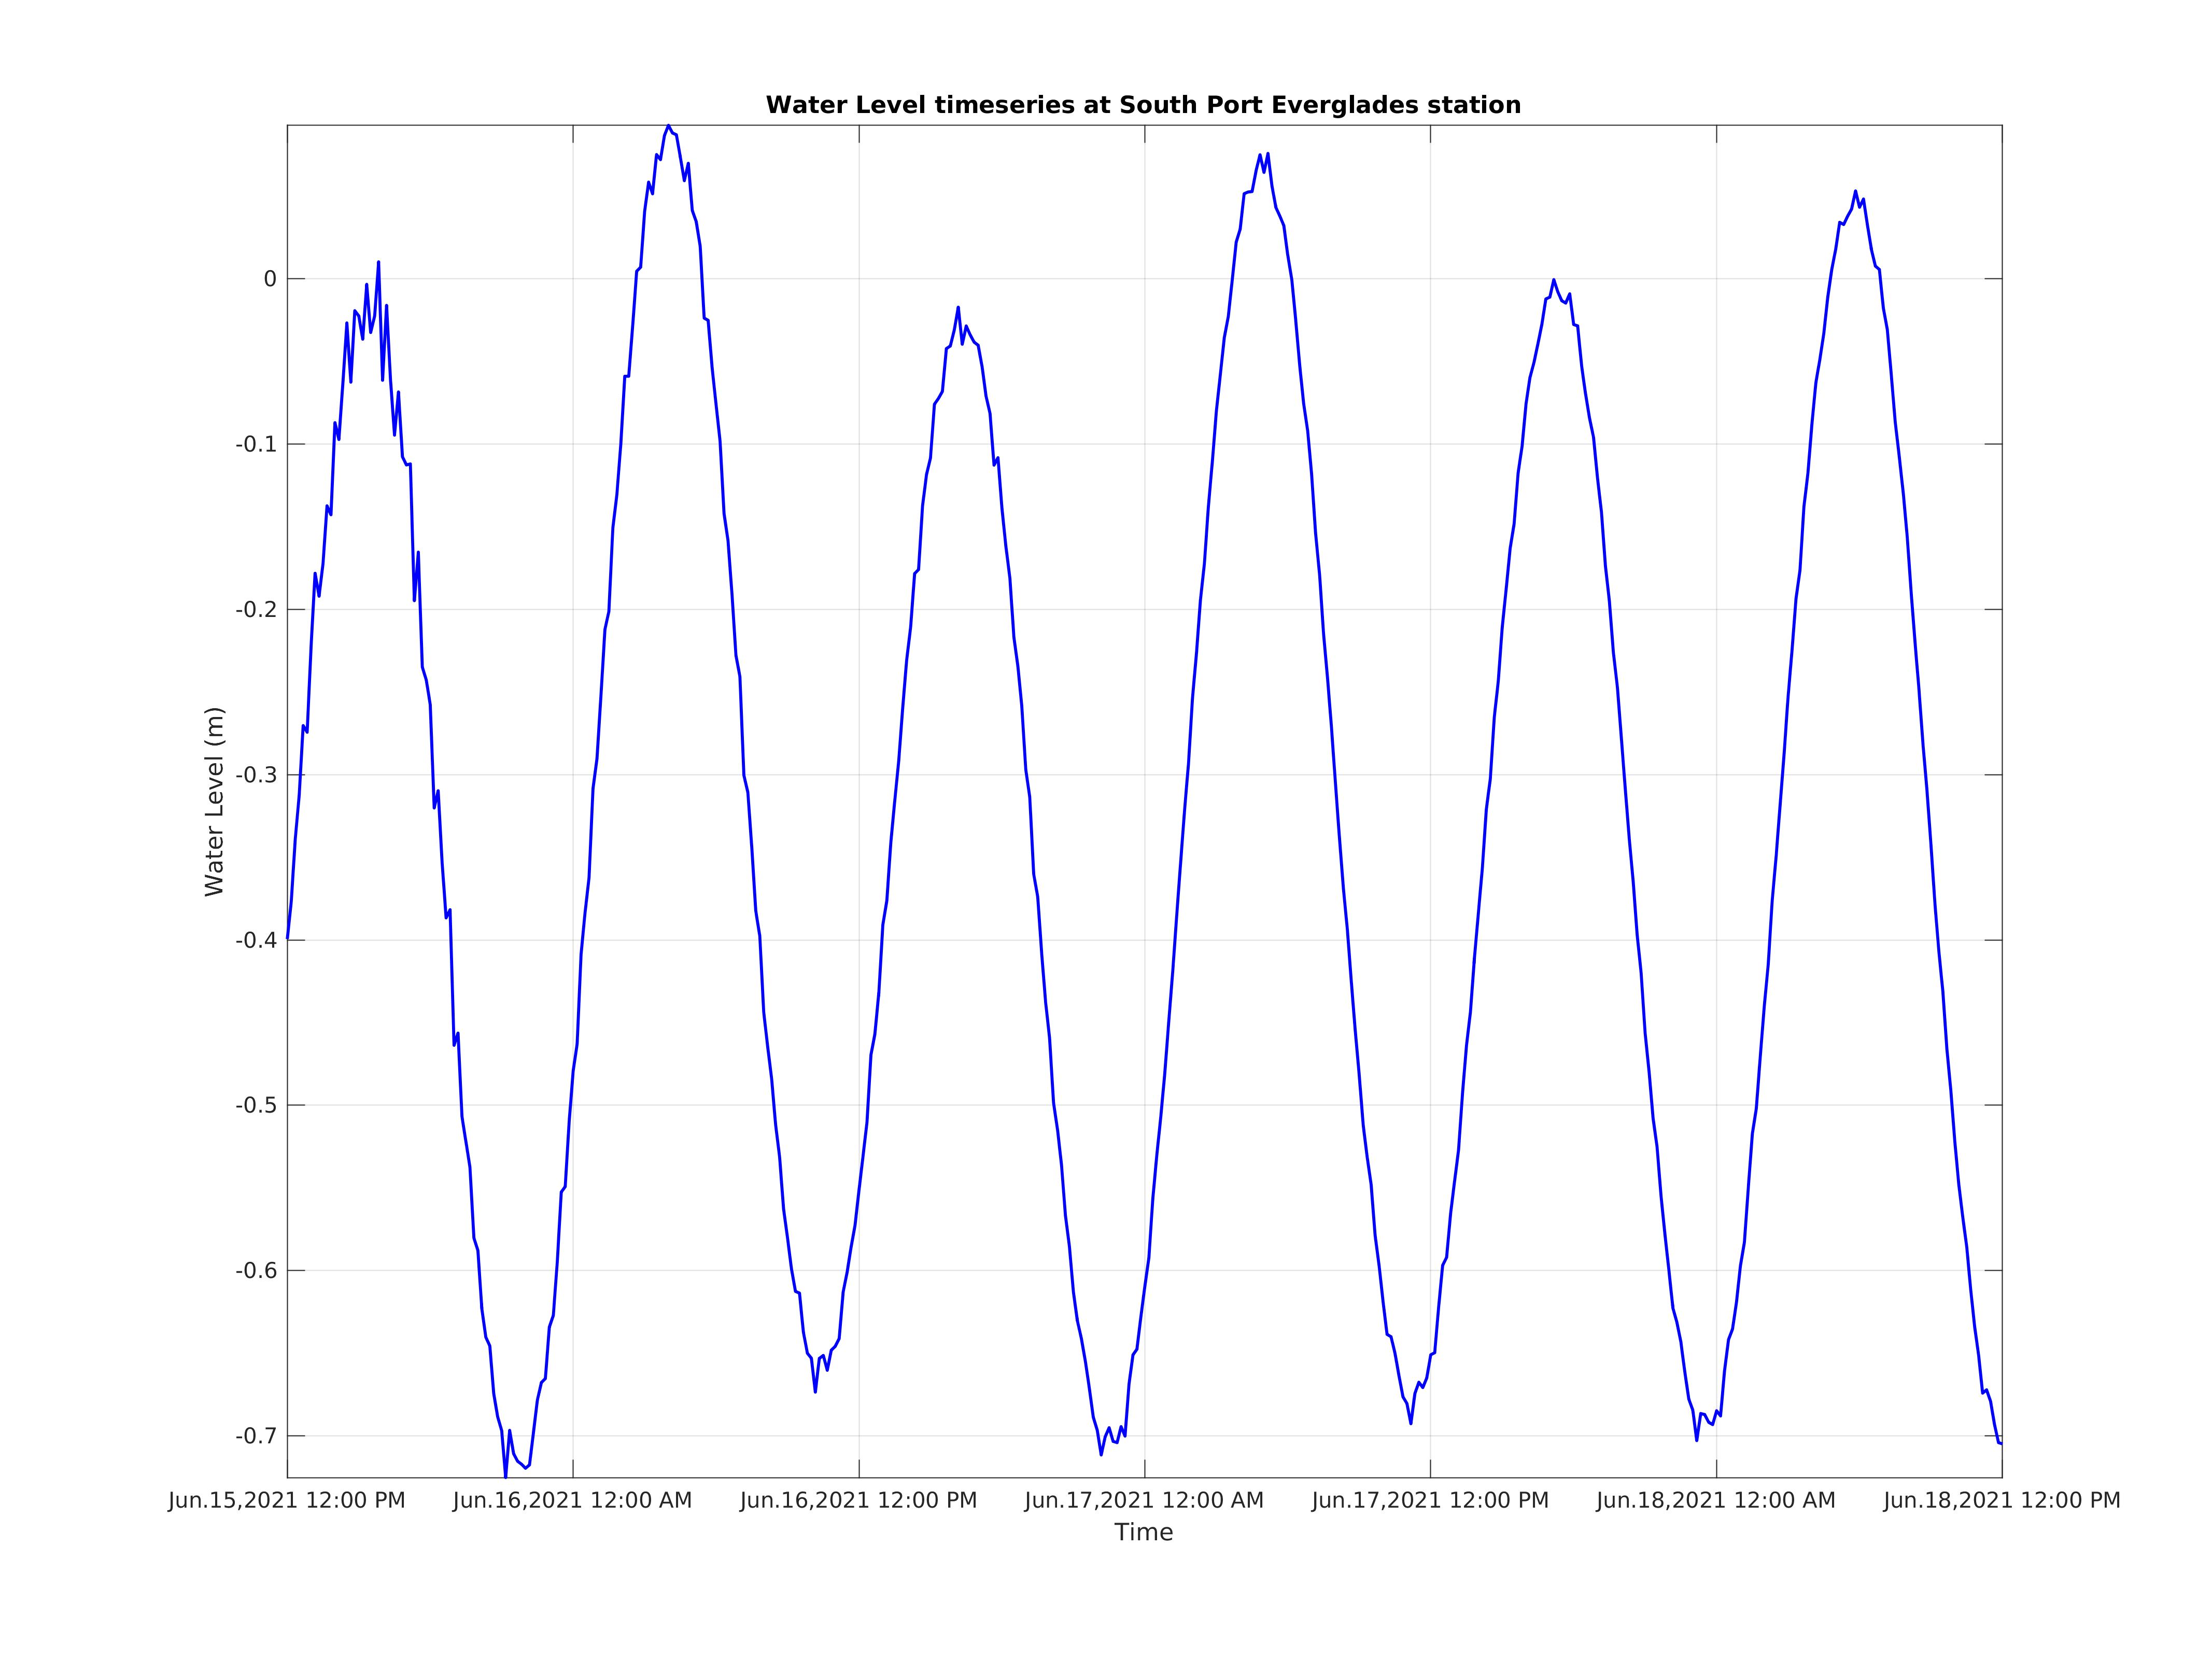 Water Level timeseries at South Port Everglades station
Water Level (m)
0
-0.1
-0.2
-0.3
-0.4
-0.5
-0.6
-0.7
Jun.15,2021 12:00 PM
Jun.16,2021 12:00 AM
Jun.16,2021 12:00 PM
Jun.17,2021 12:00 AM
Jun.17,2021 12:00 PM
Jun.18,2021 12:00 AM
Jun.18,2021 12:00 PM
Time